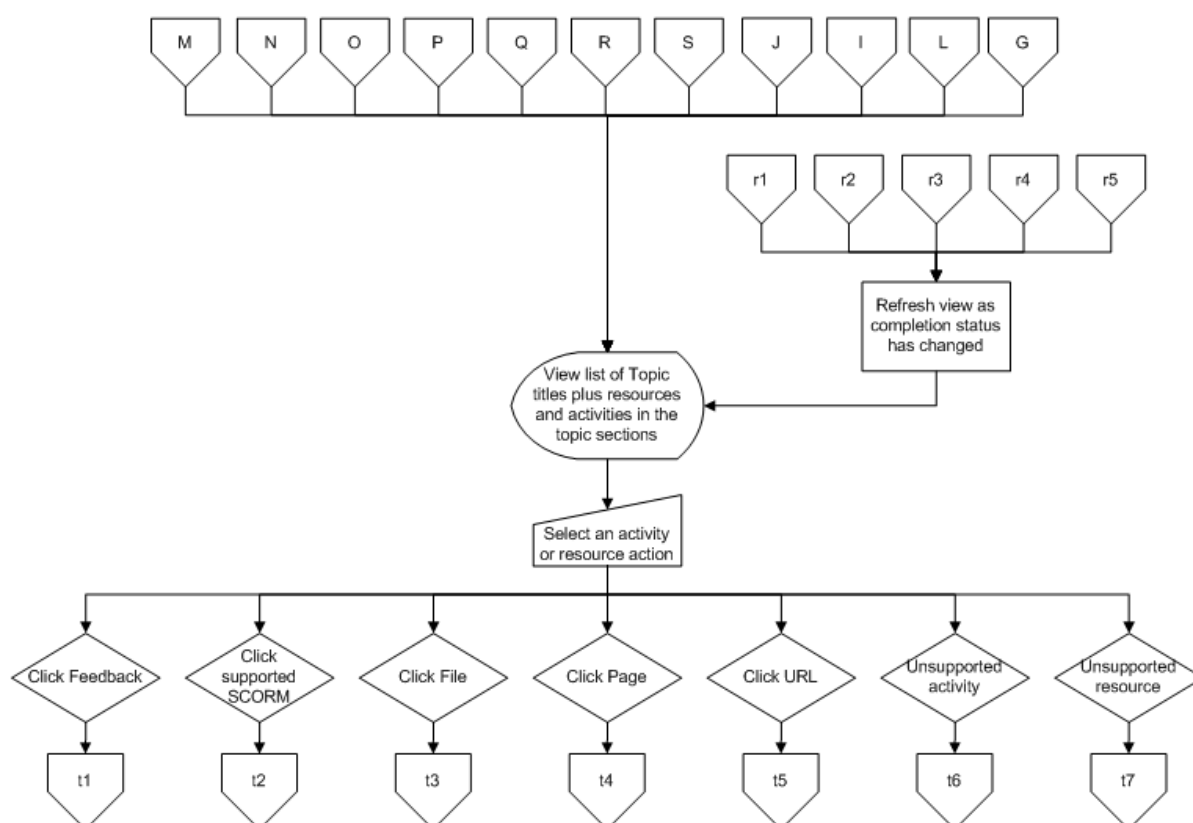 M N O P Q R S J I L G
r1 r2 r3 r4 r5
Refresh view as
completion status
has changed
View list of Topic
titles plus resources
and activities in the
topic sections
Select an activity
or resource action
Click Feedback
Click
supported
SCORM
Click File
Click Page
Click URL
Unsupported
activity
Unsupported
resource
t1 t2 t3 t4 t5 t6 t7